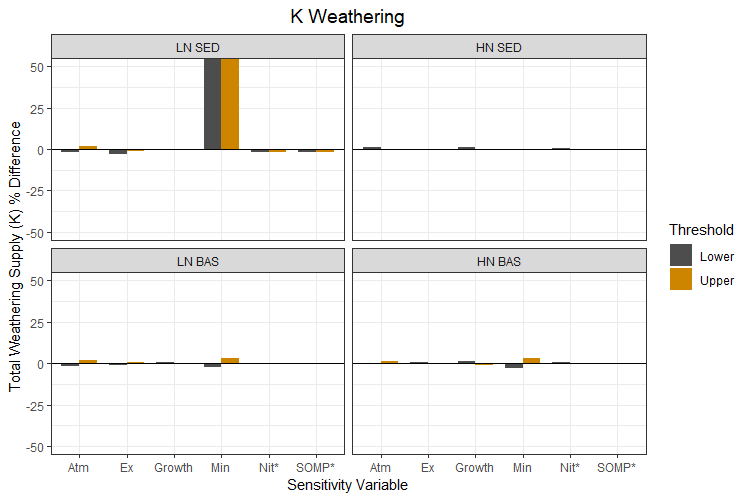 K Weathering
LN SED
HN SED
50
25
0
-25
-50
LN BAS
HN BAS
50
25
0
-25
-50
Total Weathering Supply (K) % Difference
Atm Ex Growth Min Nit* SOMP*
Atm Ex Growth Min Nit* SOMP*
Sensitivity Variable
Threshold
Lower
Upper